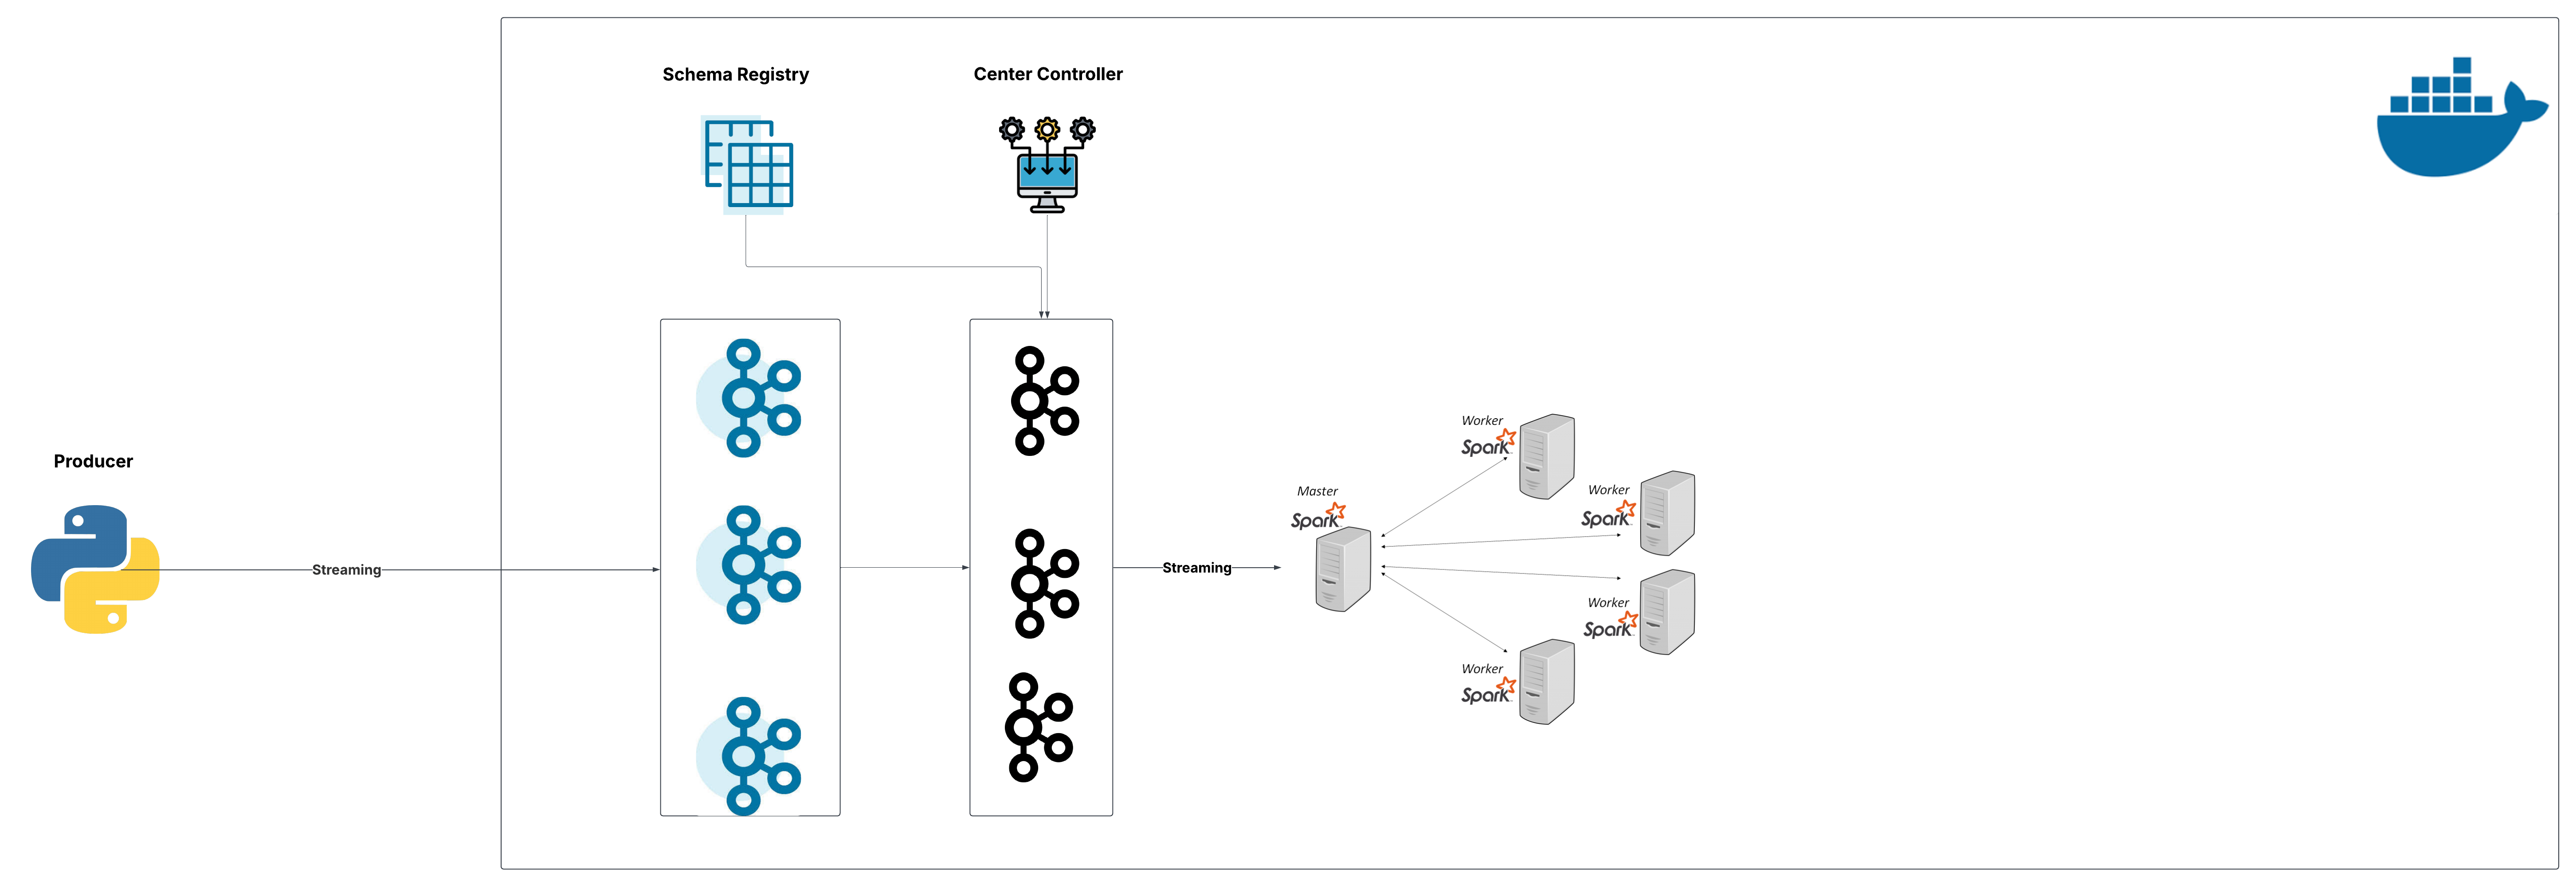 Schema Registry
Center Controller
Producer
Streaming
Streaming
Master
Spark
Worker
Spark
Worker
Spark
Worker
Spark
Worker
Spark